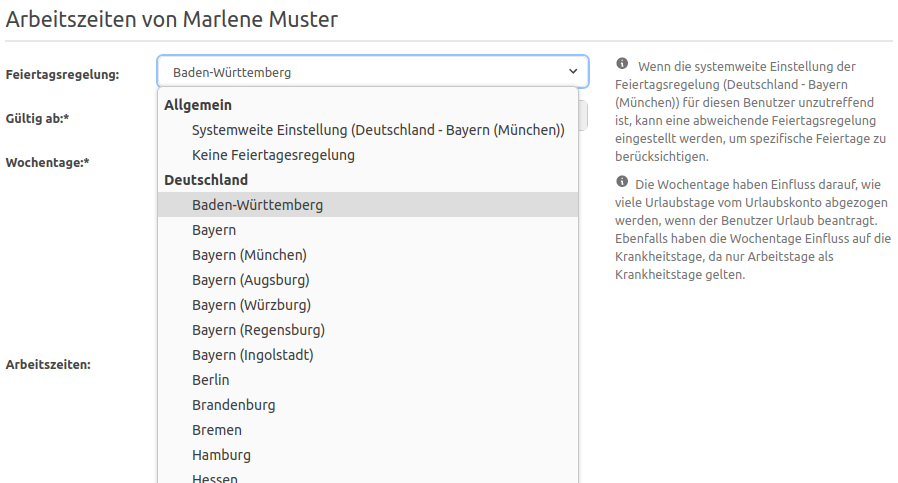 Arbeitszeiten von Marlene Muster
Feiertagsregelung:
Baden-Württemberg
Gültig ab:*
Wochentage:*
Arbeitszeiten:
Allgemein
Systemweite Einstellung (Deutschland - Bayern (München))
Keine Feiertagesregelung
Deutschland
Baden-Württemberg
Bayern
Bayern (München)
Bayern (Augsburg)
Bayern (Würzburg)
Bayern (Regensburg)
Bayern (Ingolstadt)
Berlin
Brandenburg
Bremen
Hamburg
Hessen
Wenn die systemweite Einstellung der
Feiertagsregelung (Deutschland - Bayern
(München)) für diesen Benutzer unzutreffend
ist, kann eine abweichende Feiertagsregelung
eingestellt werden, um spezifische Feiertage zu
berücksichtigen.
Die Wochentage haben Einfluss darauf, wie
viele Urlaubstage vom Urlaubskonto abgezogen
werden, wenn der Benutzer Urlaub beantragt.
Ebenfalls haben die Wochentage Einfluss auf die
Krankheitstage, da nur Arbeitstage als
Krankheitstage gelten.